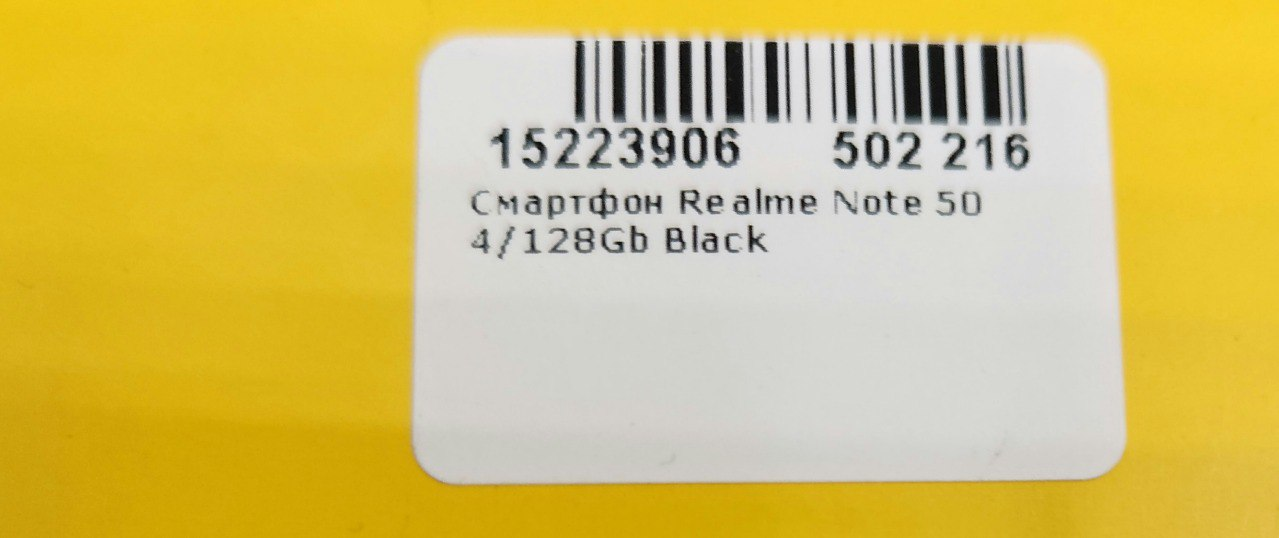 15223906 502 216
Смартфон Realme Note 50
4/128Gb Black